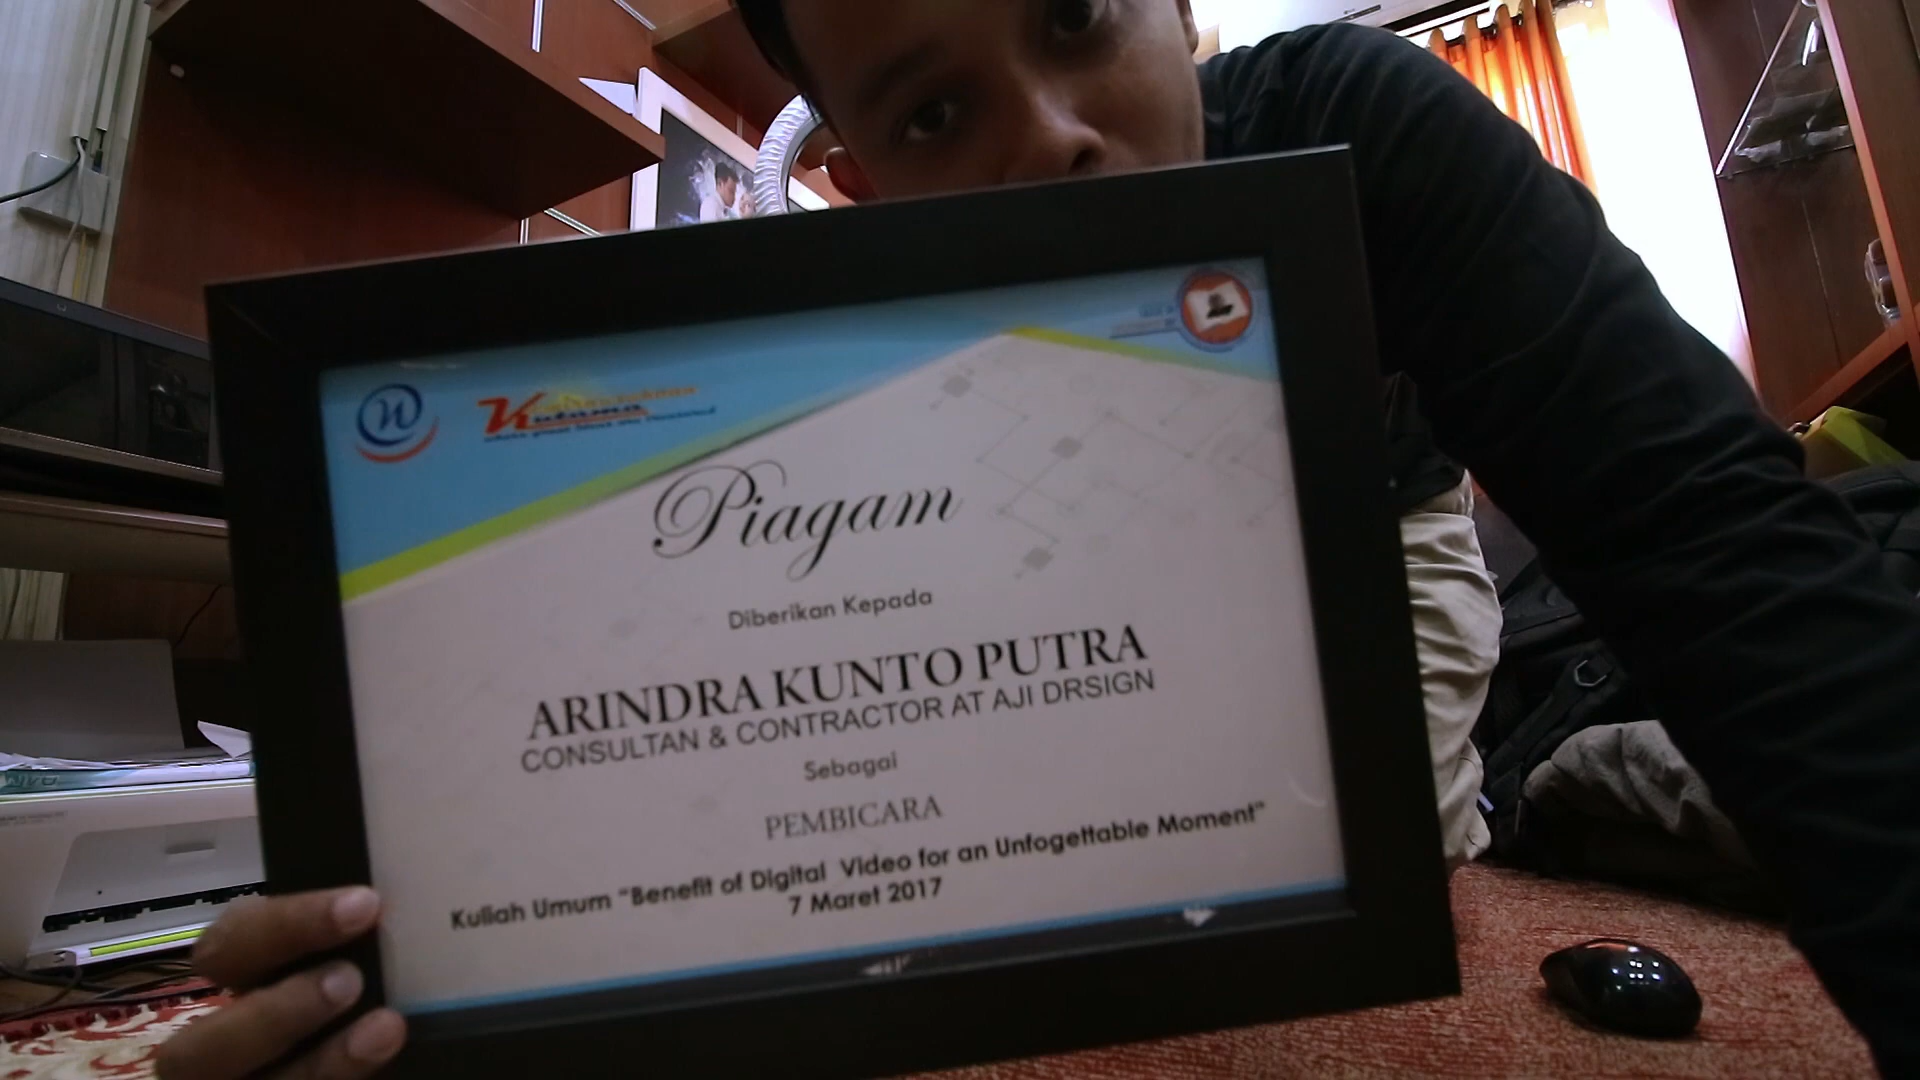 Kutama
Piagam
Diberikan Kepada
ARINDRA KUNTO PUTRA
CONSULTAN & CONTRACTOR AT AJI DRSIGN
Sebagai
PEMBICARA
Kuliah Umum “Benefit of Digital Video for an Unfogettable Moment”
7 Maret 2017